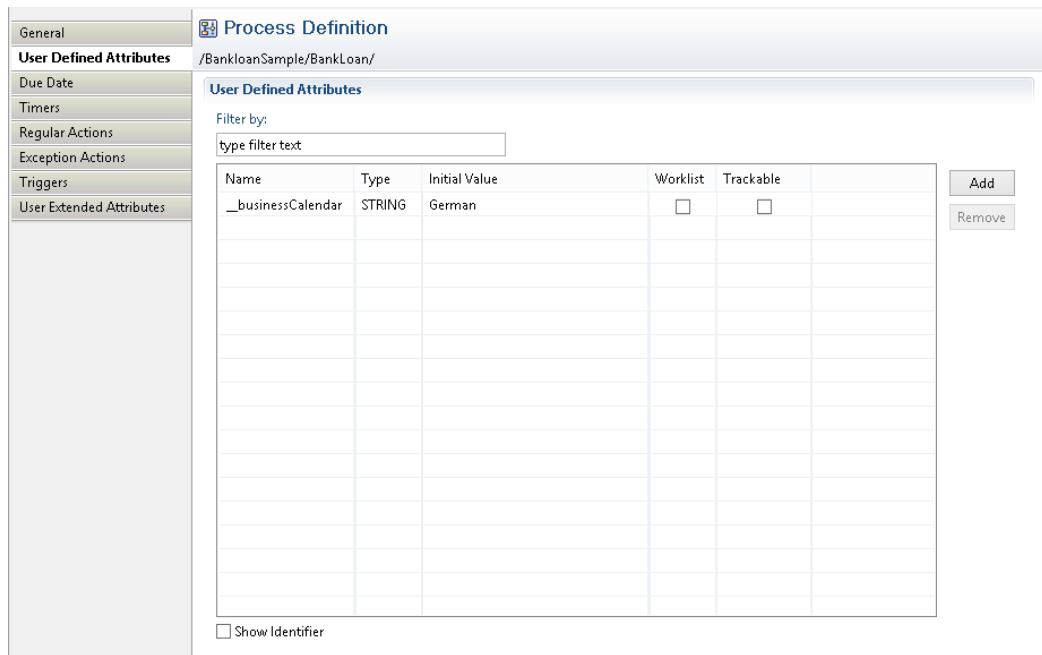 General
User Defined Attributes
Due Date
Timers
Regular Actions
Exception Actions
Triggers
User Extended Attributes
Process Definition
/BankloanSample/BankLoan/
User Defined Attributes
Filter by:
type filter text
Name Type Initial Value Worklist Trackable
__businessCalendar STRING German
Add
Remove
Show Identifier